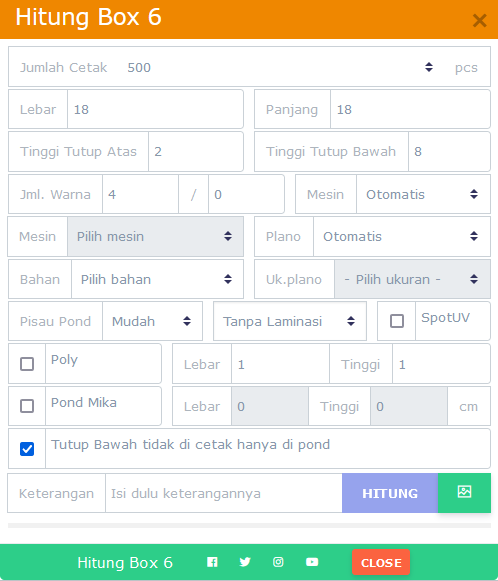 Hitung Box 6
Jumlah Cetak 500 pcs
Lebar 18 Panjang 18
Tinggi Tutup Atas 2 Tinggi Tutup Bawah 8
Jml. Warna 4 / 0 Mesin Otomatis
Mesin Pilih mesin Plano Otomatis
Bahan Pilih bahan Uk.plano - Pilih ukuran -
Pisau Pond Mudah Tanpa Laminasi SpotUV
Poly Lebar 1 Tinggi 1
Pond Mika Lebar 0 Tinggi 0 cm
Tutup Bawah tidak di cetak hanya di pond
Keterangan Isi dulu keterangannya HITUNG
Hitung Box 6 CLOSE